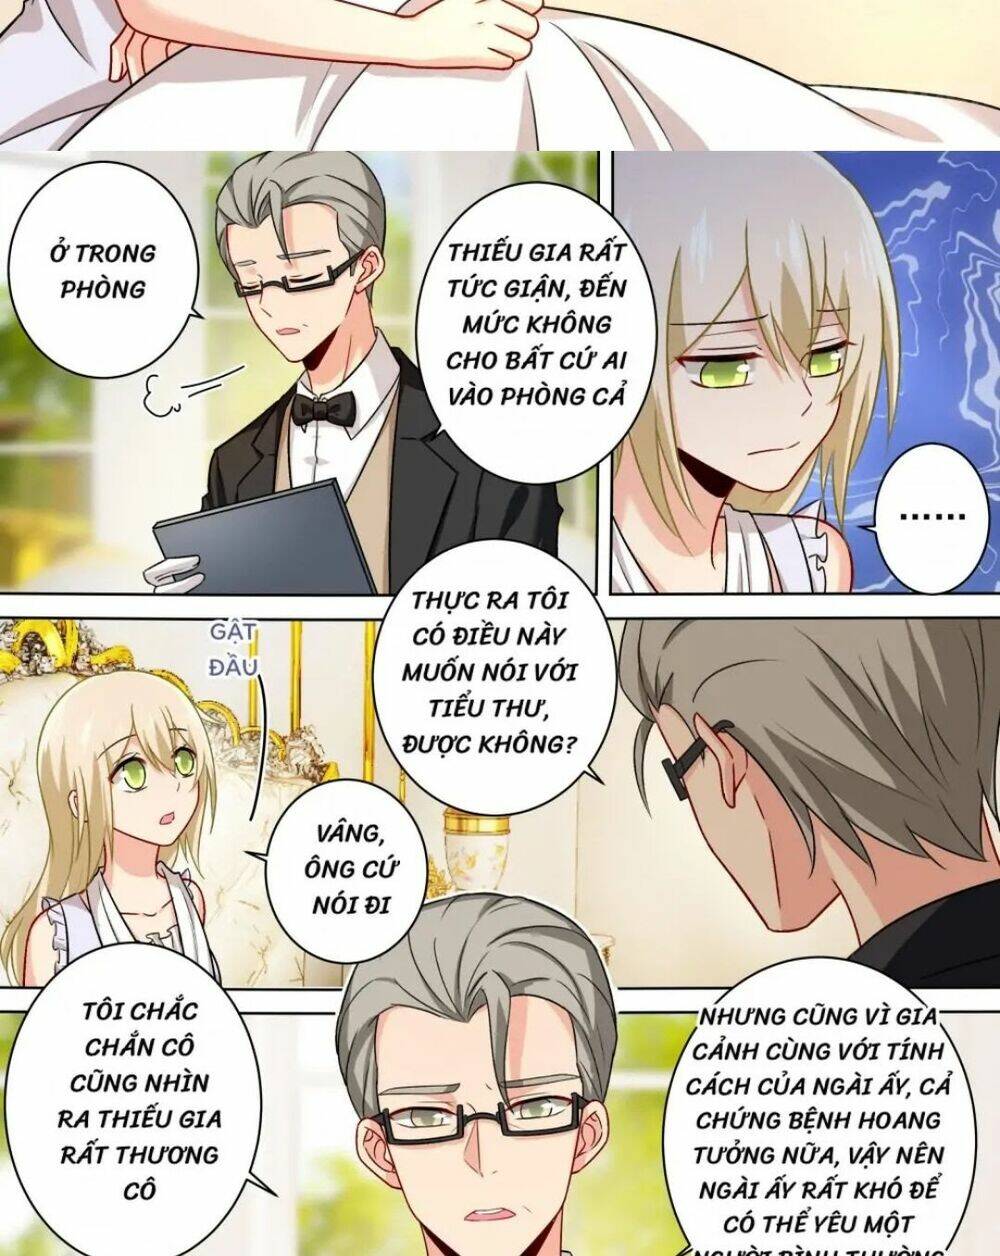 Ở TRONG
PHÒNG
THIẾU GIA RẤT
TỨC GIẬN, ĐẾN
MỨC KHÔNG
CHO BẤT CỨ AI
VÀO PHÒNG CẢ
......
THỰC RA TÔI
CÓ ĐIỀU NÀY
MUỐN NÓI VỚI
TIỂU THƯ,
ĐƯỢC KHÔNG?
GẬT
ĐẦU
VÂNG,
ÔNG CỨ
NÓI ĐI
TÔI CHẮC
CHẮN CÔ
CŨNG NHÌN
RA THIẾU GIA
RẤT THƯƠNG
CÔ
NHƯNG CŨNG VÌ GIA
CẢNH CÙNG VỚI TÍNH
CÁCH CỦA NGÀI ẤY, CẢ
CHỨNG BỆNH HOANG
TƯỞNG NỮA, VẬY NÊN
NGÀI ẤY RẤT KHÓ ĐỂ
CÓ THỂ YÊU MỘT
NGƯỜI BÌNH THƯỜNG